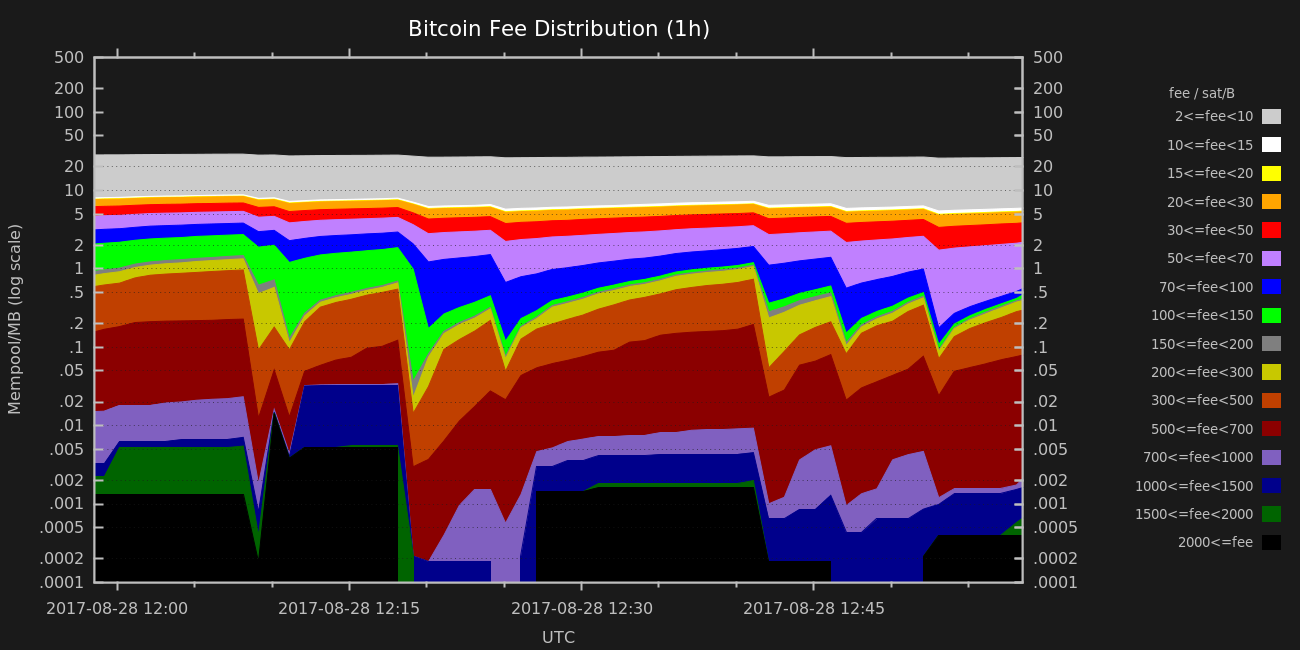 Bitcoin Fee Distribution (1h)
Mempool/MB (log scale)
500
200
100
50
20
10
5
2
1
.5
.2
.1
.05
.02
.01
.005
.002
.001
.0005
.0002
.0001
500
200
100
50
20
10
5
2
1
.5
.2
.1
.05
.02
.01
.005
.002
.001
.0005
.0002
.0001
fee / sat/B
2<=fee<10
10<=fee<15
15<=fee<20
20<=fee<30
30<=fee<50
50<=fee<70
70<=fee<100
100<=fee<150
150<=fee<200
200<=fee<300
300<=fee<500
500<=fee<700
700<=fee<1000
1000<=fee<1500
1500<=fee<2000
2000<=fee
2017-08-28 12:00 2017-08-28 12:15 2017-08-28 12:30 2017-08-28 12:45
UTC